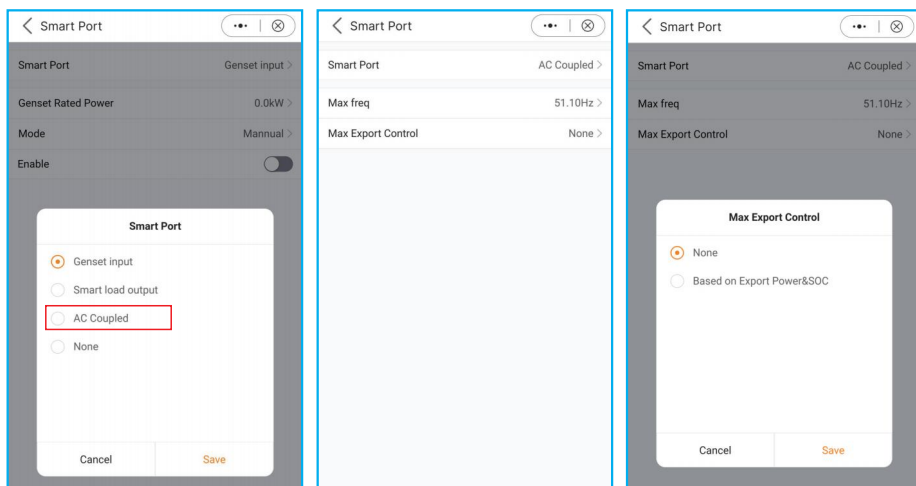 Smart Port
Smart Port Genset input
Genset Rated Power 0.0kW
Mode Mannual
Enable
Smart Port
Genset input
Smart load output
AC Coupled
None
Cancel Save
Smart Port
Smart Port AC Coupled
Max freq 51.10Hz
Max Export Control None
Smart Port
Smart Port AC Coupled
Max freq 51.10Hz
Max Export Control None
Max Export Control
None
Based on Export Power&SOC
Cancel Save